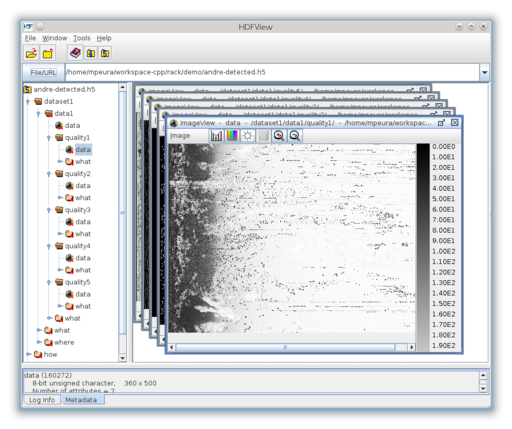 HDFView
File Window Tools Help
File/URL
/home/mpeura/workspace-cpp/rack/demo/andre-detected.h5
andre-detected.h5
dataset1
data1
data
quality1
data
what
quality2
data
what
quality3
data
what
quality4
data
what
quality5
data
what
what
what
where
how
ImageView - data - /dataset1/data1/quality1/ - /home/mpeura/workspac...
Image
0.00E0
1.00E1
2.00E1
3.00E1
4.00E1
5.00E1
6.00E1
7.00E1
8.00E1
9.00E1
1.00E2
1.10E2
1.20E2
1.30E2
1.40E2
1.50E2
1.60E2
1.70E2
1.80E2
1.90E2
data (160272)
8-bit unsigned character, 360 x 500
Number of attributes = 2
Log Info Metadata